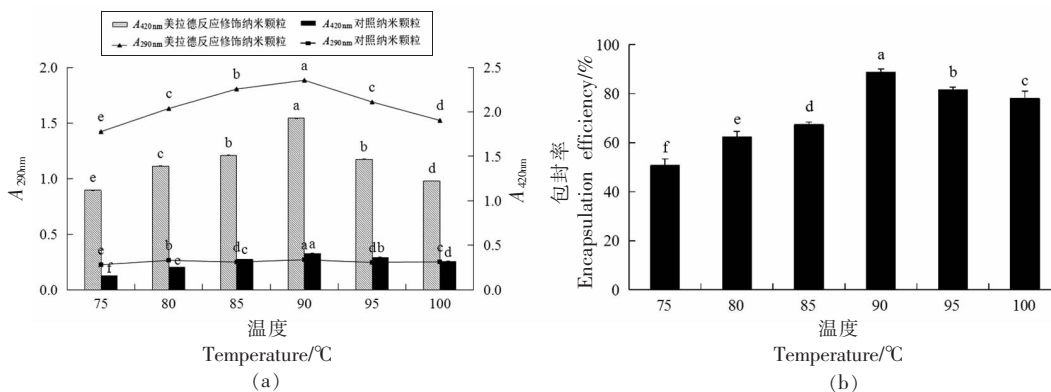 A420nm美拉德反应修饰纳米颗粒 A420nm对照纳米颗粒
A290nm美拉德反应修饰纳米颗粒 A290nm对照纳米颗粒
2.0
1.5
1.0
0.5
0.0
A290nm
2.5
2.0
1.5
1.0
0.5
0.0
A420nm
e c b a b d
e c b a b d
e b d a a d b c
f c c d
75 80 85 90 95 100
温度
Temperature/℃
(a)
100
80
60
40
20
0
包封率
Encapsulation efficiency/%
f e d a b c
75 80 85 90 95 100
温度
Temperature/℃
(b)